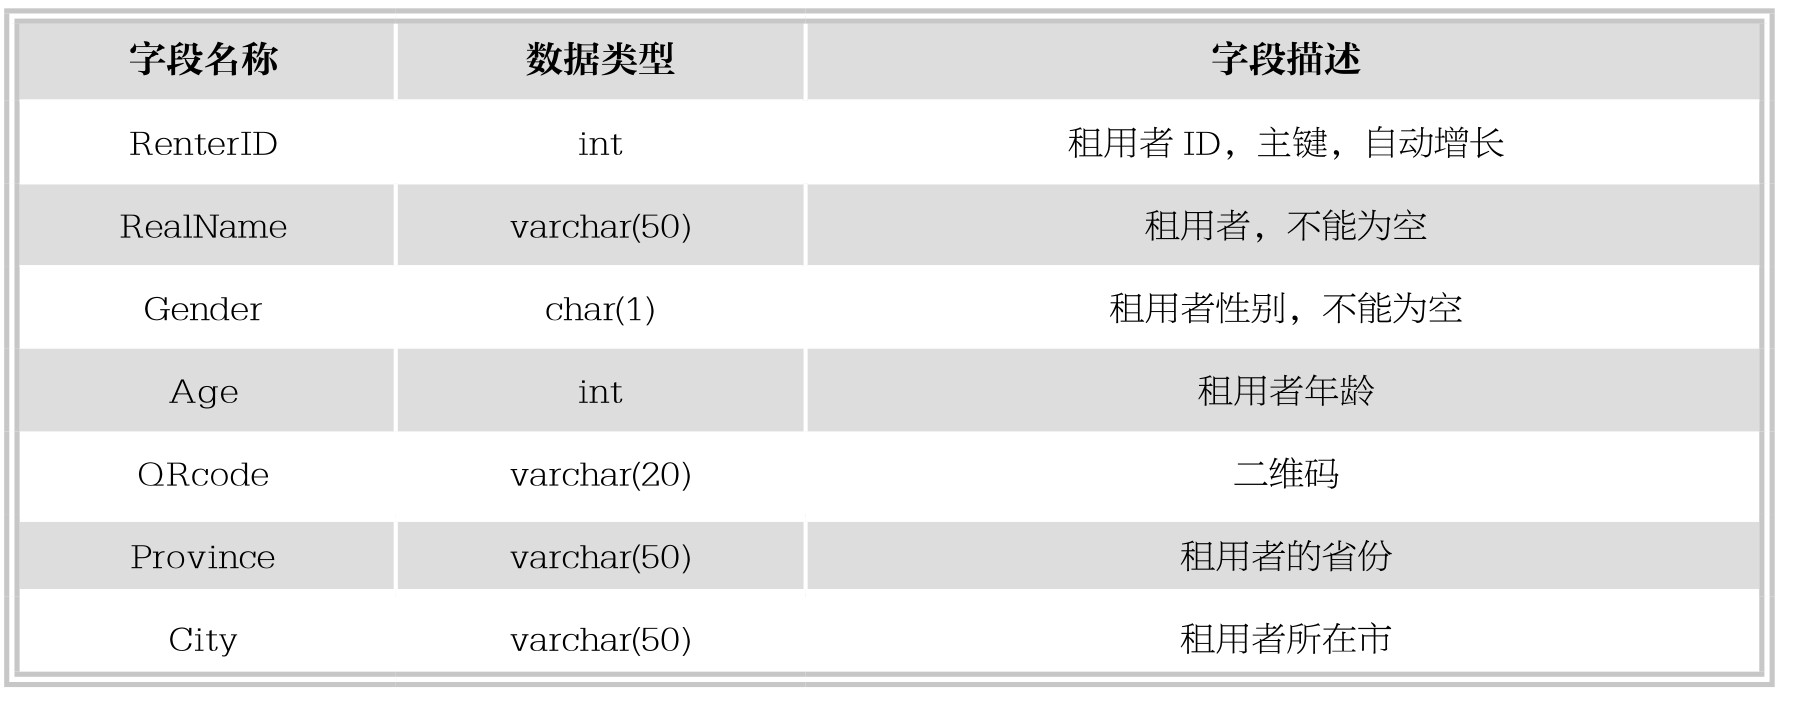 字段名称 数据类型 字段描述
RenterID int 租用者 ID，主键，自动增长
RealName varchar(50) 租用者，不能为空
Gender char(1) 租用者性别，不能为空
Age int 租用者年龄
QRcode varchar(20) 二维码
Province varchar(50) 租用者的省份
City varchar(50) 租用者所在市